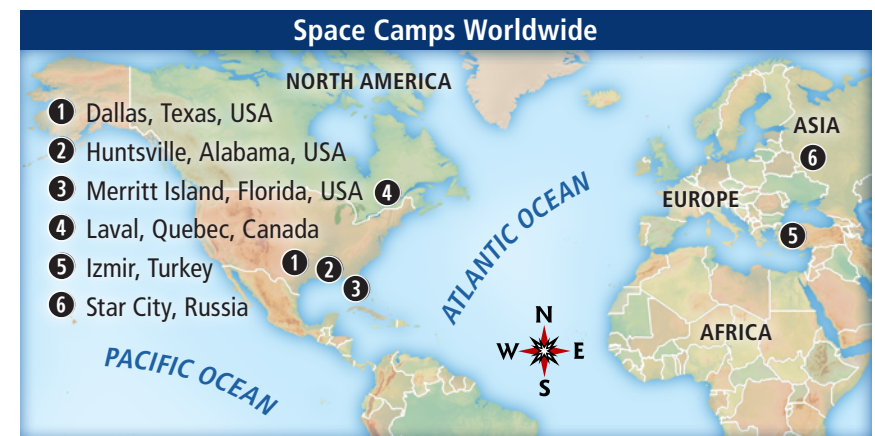 Space Camps Worldwide
NORTH AMERICA
1 Dallas, Texas, USA
2 Huntsville, Alabama, USA
3 Merritt Island, Florida, USA
4 Laval, Quebec, Canada
5 Izmir, Turkey
6 Star City, Russia
4
1
2
3
ATLANTIC OCEAN
PACIFIC OCEAN
ASIA
6
EUROPE
5
AFRICA
N
W E
S